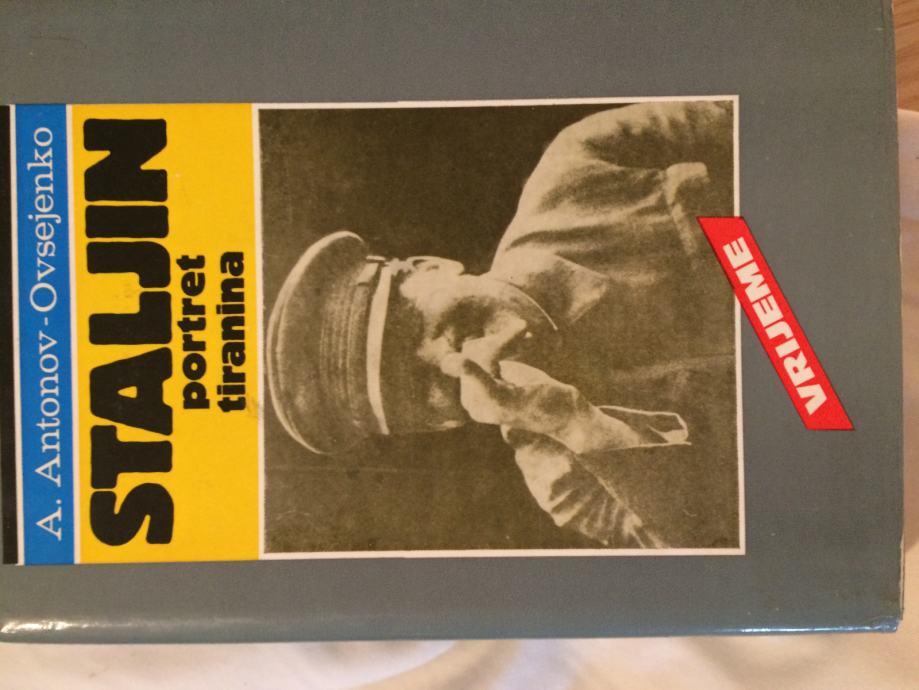 A. Antonov-Ovsejenko
STALJIN
portret
tiranina
VRIJEME